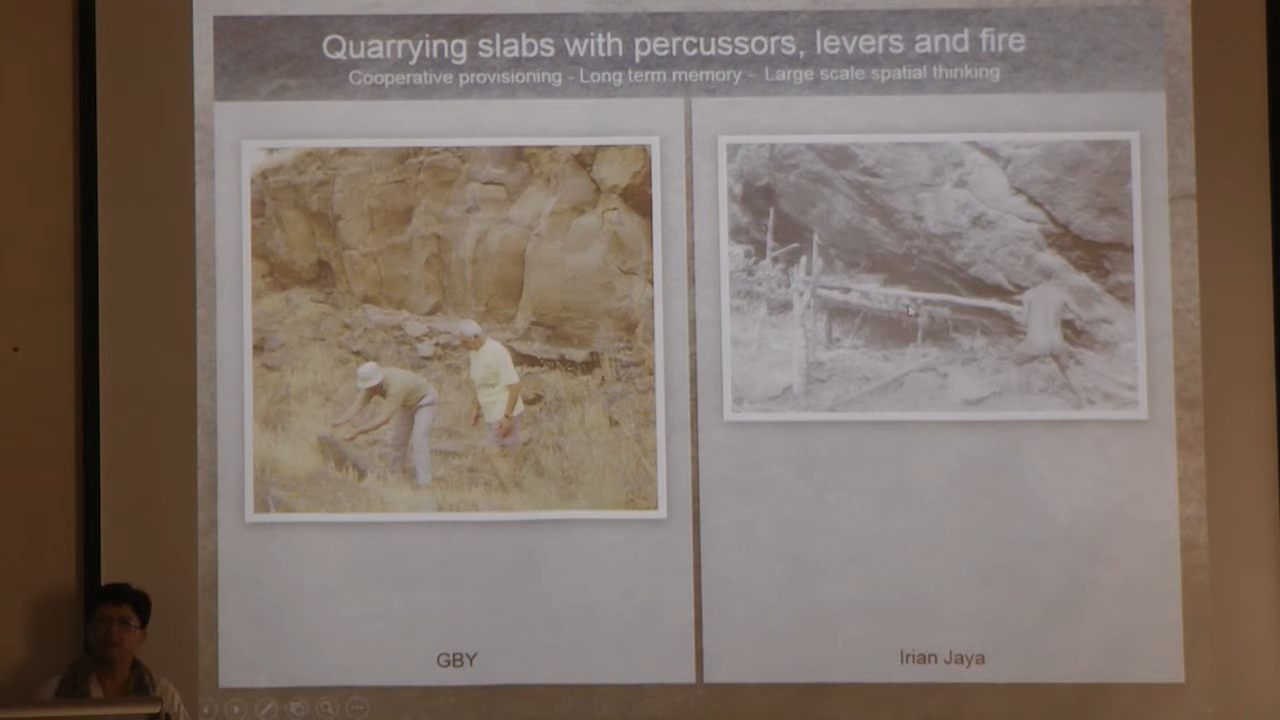 Quarrying slabs with percussors, levers and fire
Cooperative provisioning - Long term memory - Large scale spatial thinking
GBY
Irian Jaya